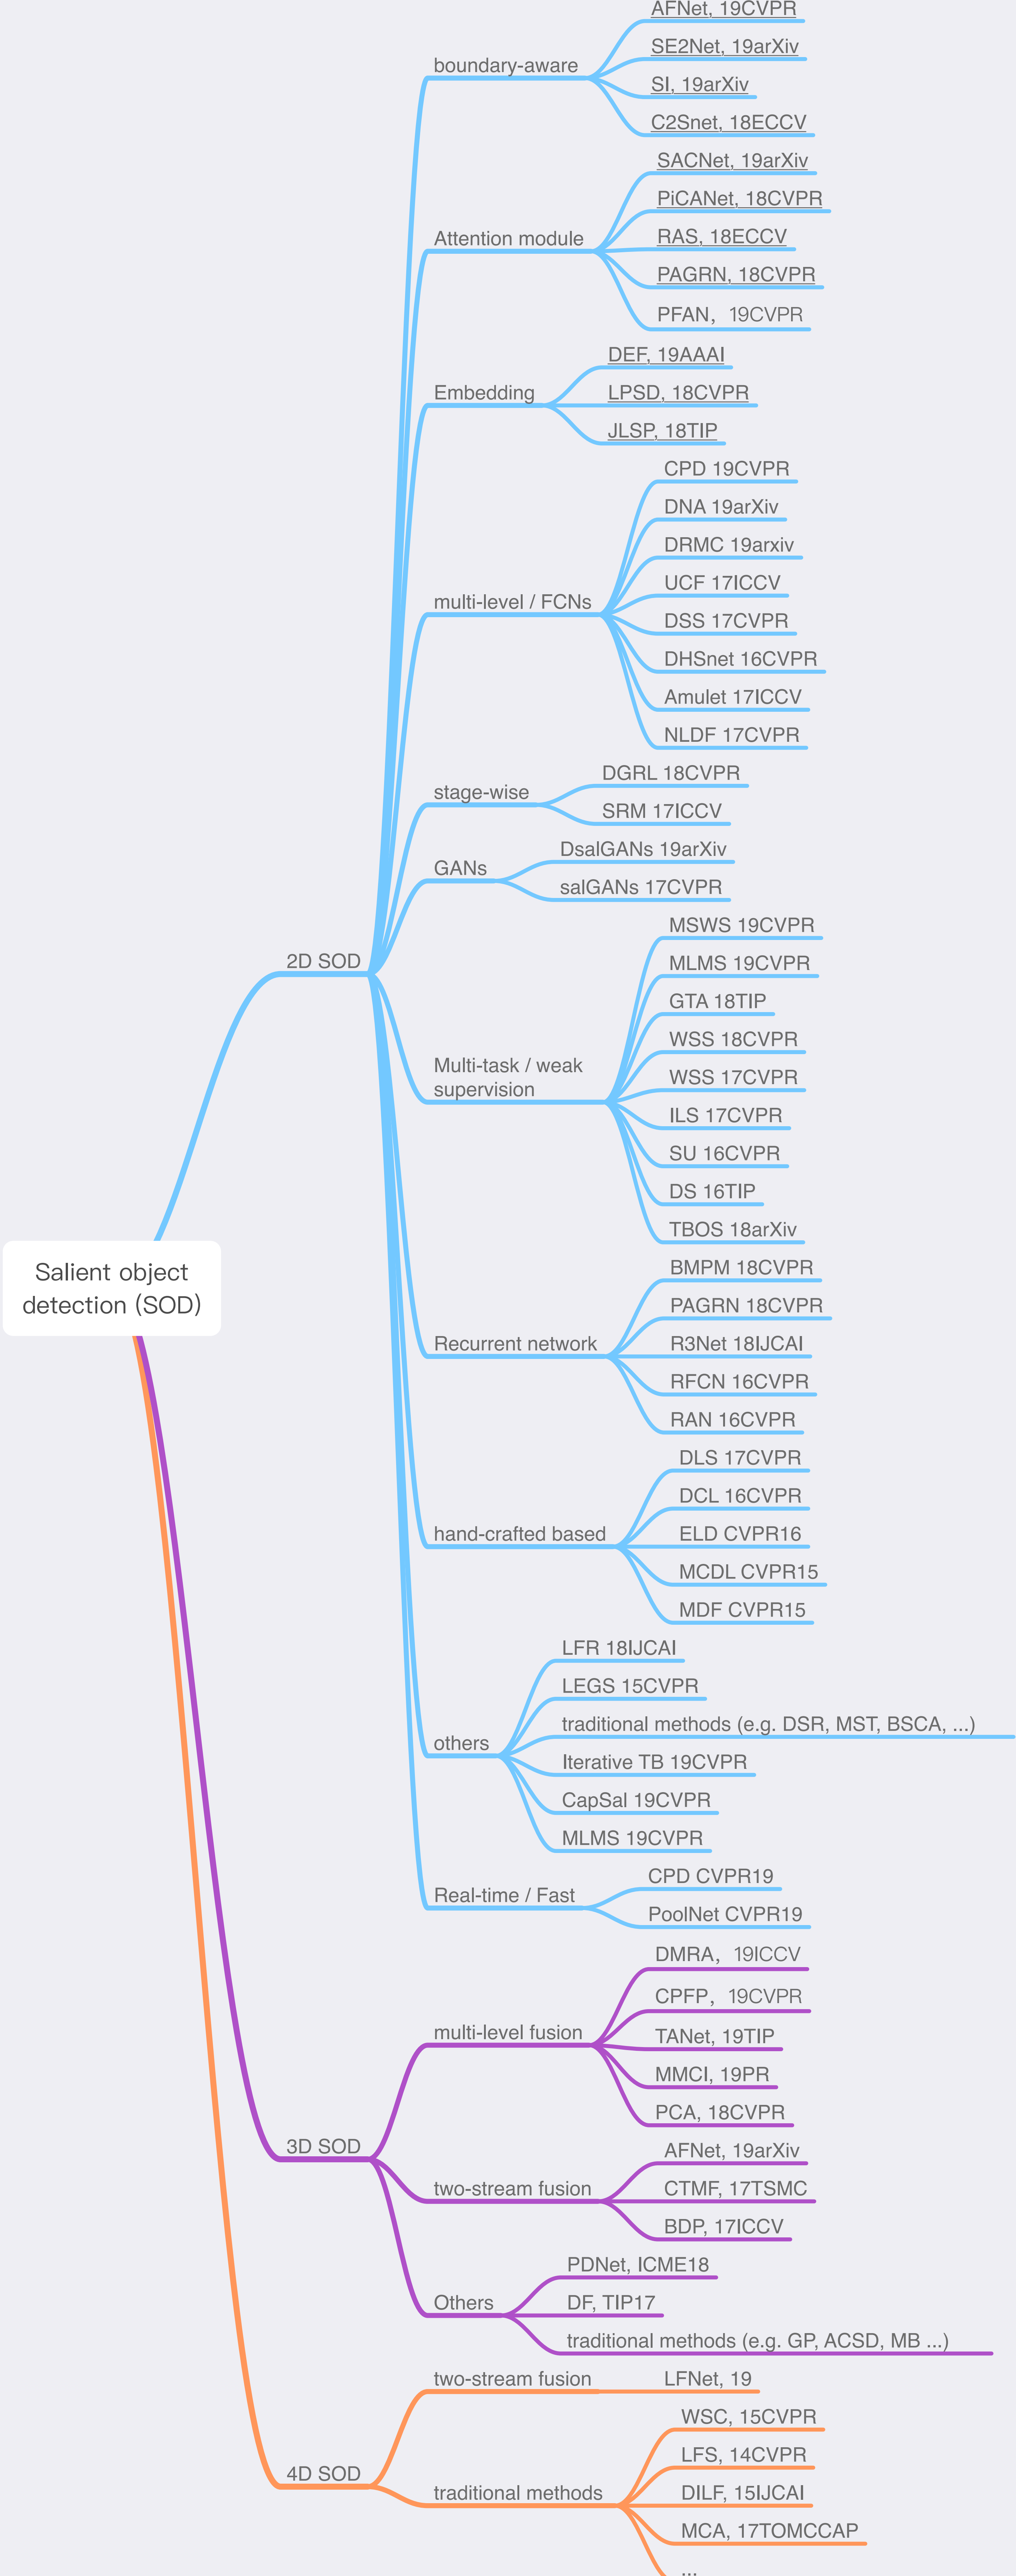 AFNet, 19CVPR
SE2Net, 19arXiv
boundary-aware
SI, 19arXiv
C2Snet, 18ECCV
SACNet, 19arXiv
PiCANet, 18CVPR
Attention module
RAS, 18ECCV
PAGRN, 18CVPR
PFAN，19CVPR
DEF, 19AAAI
Embedding
LPSD, 18CVPR
JLSP, 18TIP
CPD 19CVPR
DNA 19arXiv
DRMC 19arxiv
UCF 17ICCV
multi-level / FCNs
DSS 17CVPR
DHSnet 16CVPR
Amulet 17ICCV
NLDF 17CVPR
DGRL 18CVPR
stage-wise
SRM 17ICCV
DsalGANs 19arXiv
GANs
salGANs 17CVPR
MSWS 19CVPR
2D SOD
MLMS 19CVPR
GTA 18TIP
WSS 18CVPR
Multi-task / weak
supervision
WSS 17CVPR
ILS 17CVPR
SU 16CVPR
DS 16TIP
TBOS 18arXiv
Salient object
detection (SOD)
BMPM 18CVPR
PAGRN 18CVPR
Recurrent network
R3Net 18IJCAI
RFCN 16CVPR
RAN 16CVPR
DLS 17CVPR
DCL 16CVPR
hand-crafted based
ELD CVPR16
MCDL CVPR15
MDF CVPR15
LFR 18IJCAI
LEGS 15CVPR
traditional methods (e.g. DSR, MST, BSCA, ...)
others
Iterative TB 19CVPR
CapSal 19CVPR
MLMS 19CVPR
CPD CVPR19
Real-time / Fast
PoolNet CVPR19
DMRA，19ICCV
CPFP，19CVPR
multi-level fusion
TANet, 19TIP
MMCI, 19PR
PCA, 18CVPR
3D SOD
AFNet, 19arXiv
two-stream fusion
CTMF, 17TSMC
BDP, 17ICCV
PDNet, ICME18
Others
DF, TIP17
traditional methods (e.g. GP, ACSD, MB ...)
two-stream fusion
LFNet, 19
WSC, 15CVPR
LFS, 14CVPR
4D SOD
traditional methods
DILF, 15IJCAI
MCA, 17TOMCCAP
...